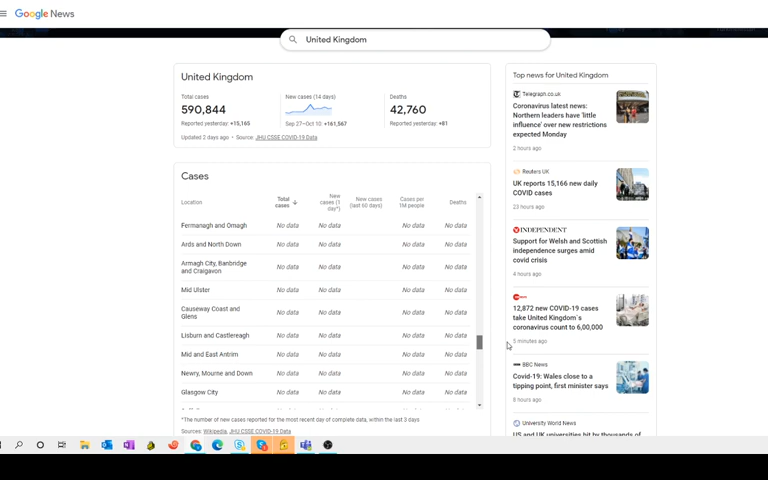 Google News
United Kingdom
United Kingdom
Total cases
590,844
Reported yesterday: +15,165
New cases (14 days)
Sep 27–Oct 10: +161,567
Deaths
42,760
Reported yesterday: +81
Updated 2 days ago • Source: JHU CSSE COVID-19 Data
Cases
Location Total cases ↓ New cases (1 day*) New cases (last 60 days) Cases per 1M people Deaths
Fermanagh and Omagh No data No data No data No data
Ards and North Down No data No data No data No data
Armagh City, Banbridge and Craigavon No data No data No data No data
Mid Ulster No data No data No data No data
Causeway Coast and Glens No data No data No data No data
Lisburn and Castlereagh No data No data No data No data
Mid and East Antrim No data No data No data No data
Newry, Mourne and Down No data No data No data No data
Glasgow City No data No data No data No data
*The number of new cases reported for the most recent day of complete data, within the last 3 days
Sources: Wikipedia, JHU CSSE COVID-19 Data
Top news for United Kingdom
Telegraph.co.uk
Coronavirus latest news:
Northern leaders have 'little
influence' over new restrictions
expected Monday
2 hours ago
Reuters UK
UK reports 15,166 new daily
COVID cases
23 hours ago
INDEPENDENT
Support for Welsh and Scottish
independence surges amid
covid crisis
4 hours ago
12,872 new COVID-19 cases
take United Kingdom`s
coronavirus count to 6,00,000
5 minutes ago
BBC News
Covid-19: Wales close to a
tipping point, first minister says
8 hours ago
University World News
US and UK universities hit by thousands of